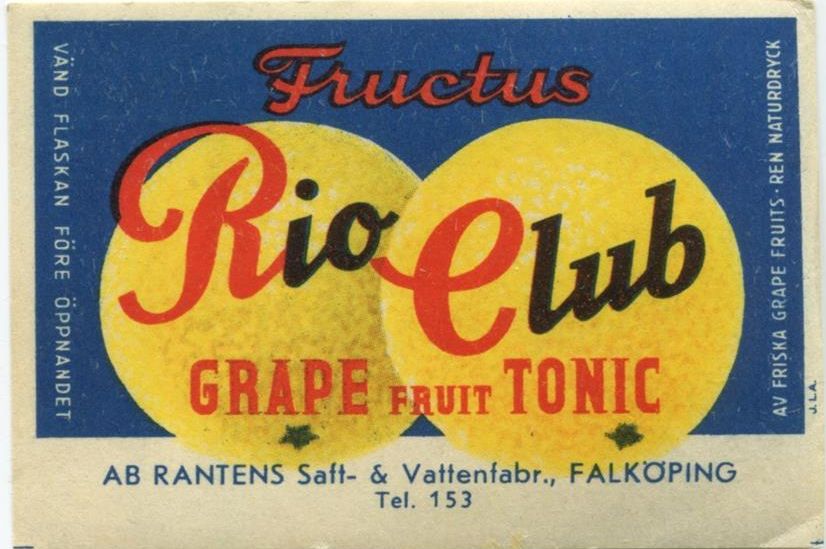 Fructus
Rio Club
GRAPE FRUIT TONIC
AB RANTENS Saft- & Vattenfabr., FALKÖPING
Tel. 153
VÄND FLASKAN FÖRE ÖPPNANDET
AV FRISKA GRAPE FRUITS · REN NATURDRYCK
J.L.A.